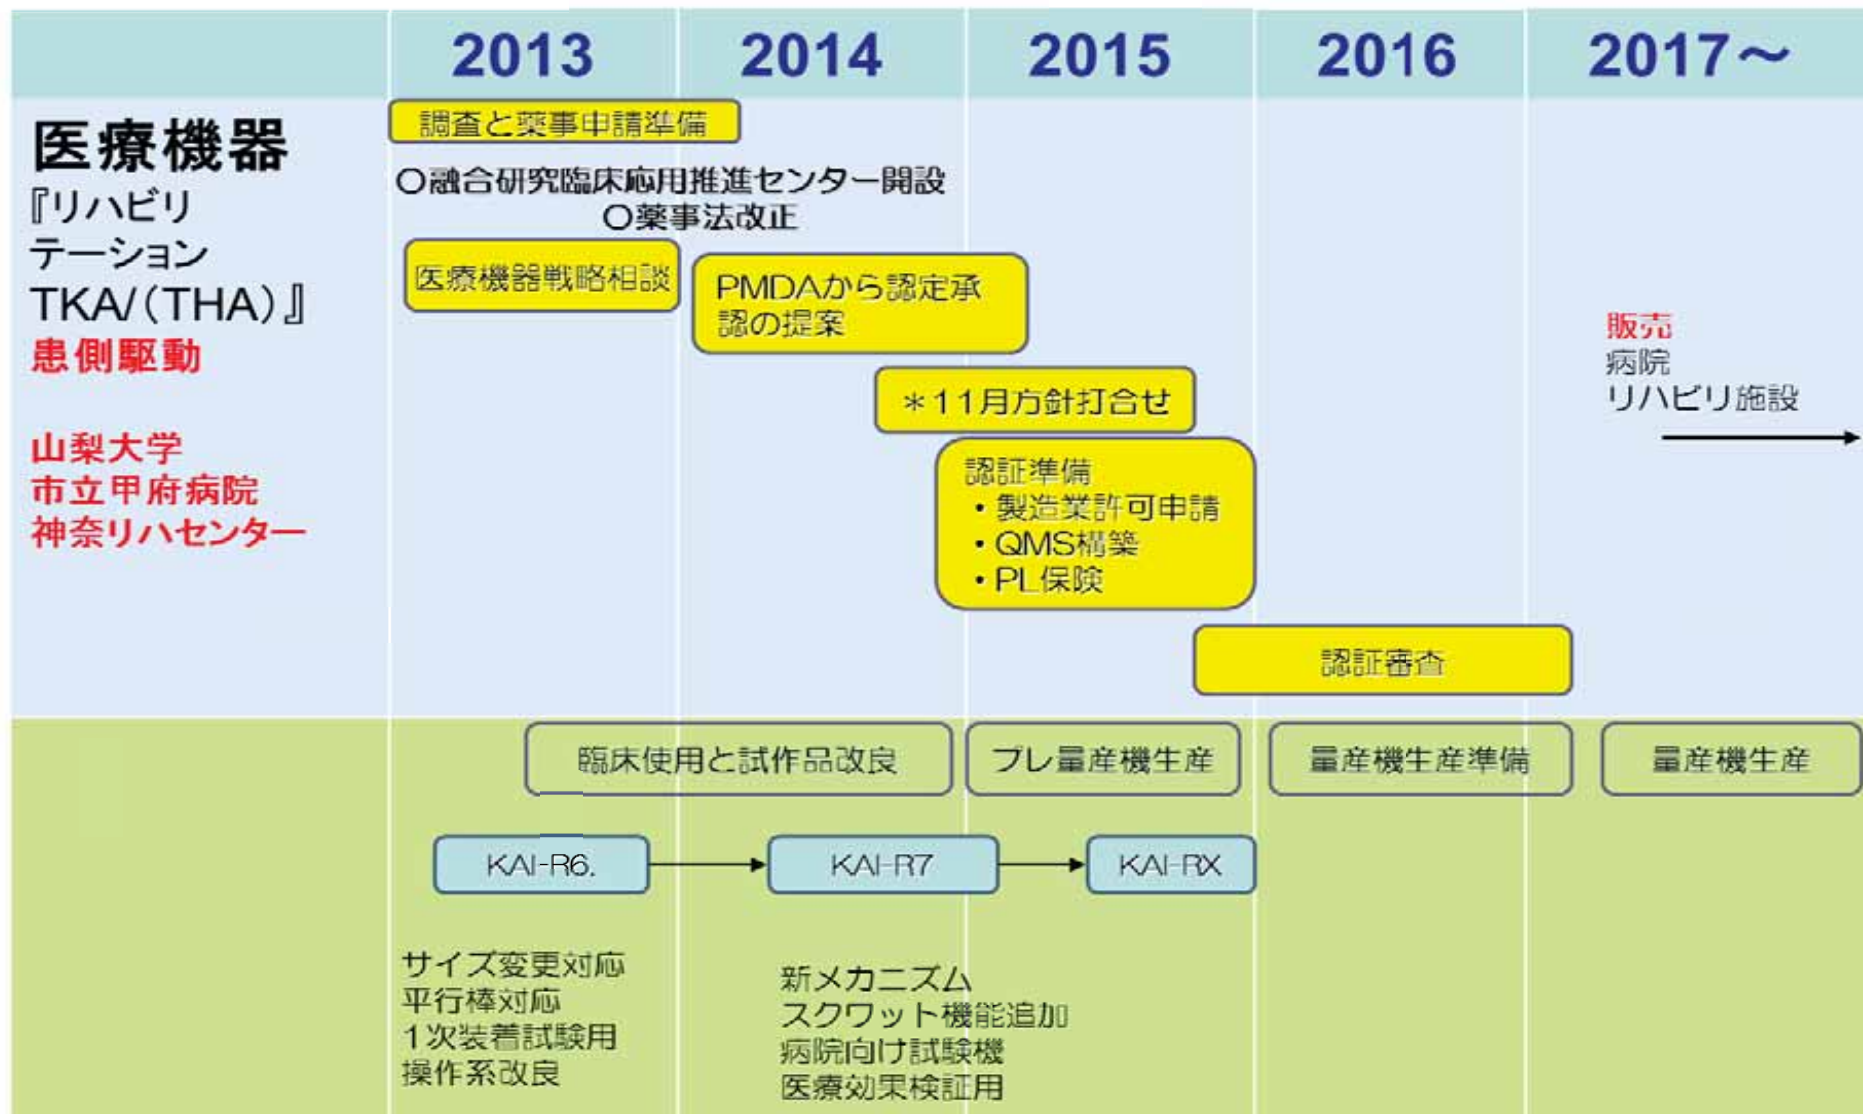 2013 2014 2015 2016 2017～
医療機器
『リハビリ
テーション
TKA/（THA）』
患側駆動
山梨大学
市立甲府病院
神奈リハセンター
調査と薬事申請準備
〇融合研究臨床応用推進センター開設
〇薬事法改正
医療機器戦略相談
PMDAから認定承
認の提案
＊11月方針打合せ
認証準備
・製造業許可申請
・QMS構築
・PL保険
認証審査
販売
病院
リハビリ施設
臨床使用と試作品改良
プレ量産機生産
量産機生産準備
量産機生産
KAI-R6.
KAI-R7
KAI-RX
サイズ変更対応
平行棒対応
1次装着試験用
操作系改良
新メカニズム
スクワット機能追加
病院向け試験機
医療効果検証用